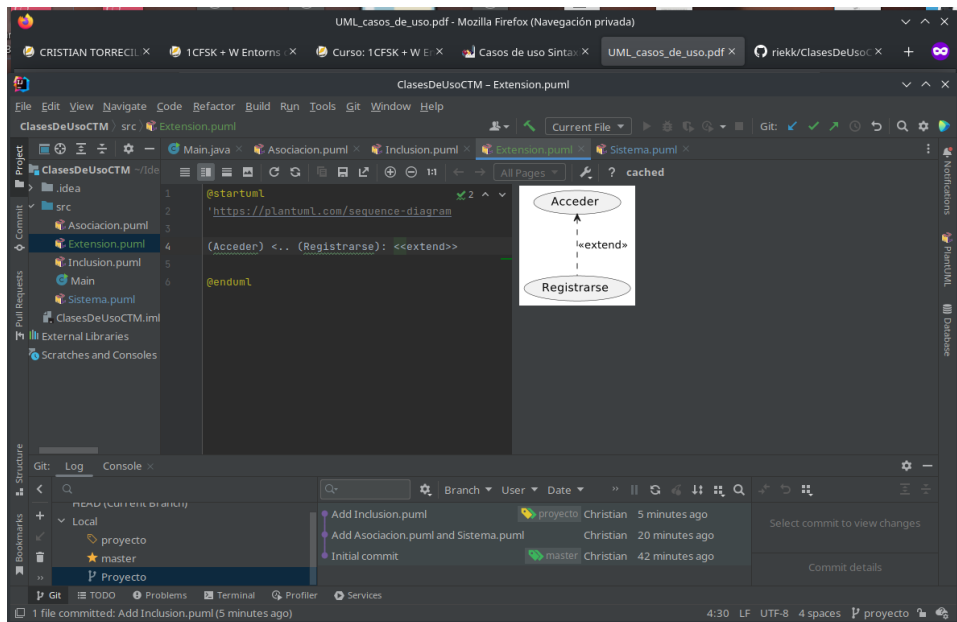 UML_casos_de_uso.pdf - Mozilla Firefox (Navegación privada)
CRISTIAN TORRECIL
1CFSK + W Entorns
Curso: 1CFSK + W Er
Casos de uso Sintax
UML_casos_de_uso.pdf
riekk/ClasesDeUsoC
ClasesDeUsoCTM – Extension.puml
File Edit View Navigate Code Refactor Build Run Tools Git Window Help
ClasesDeUsoCTM src Extension.puml
Current File
Git:
Project
ClasesDeUsoCTM ~/Ide
.idea
src
Asociacion.puml
Extension.puml
Inclusion.puml
Main
Sistema.puml
ClasesDeUsoCTM.iml
External Libraries
Scratches and Consoles
Commit
Pull Requests
Structure
Bookmarks
Main.java
Asociacion.puml
Inclusion.puml
Extension.puml
Sistema.puml
1:1
All Pages
? cached
1 @startuml
2 'https://plantuml.com/sequence-diagram
3
4 (Acceder) <.. (Registrarse): <<extend>>
5
6 @enduml
2
Acceder
«extend»
Registrarse
Notifications
PlantUML
Database
Git: Log Console
HEAD (Current Branch)
Local
proyecto
master
Proyecto
Branch User Date
Add Inclusion.puml proyecto Christian 5 minutes ago
Add Asociacion.puml and Sistema.puml Christian 20 minutes ago
Initial commit master Christian 42 minutes ago
Select commit to view changes
Commit details
Git TODO Problems Terminal Profiler Services
1 file committed: Add Inclusion.puml (5 minutes ago)
4:30 LF UTF-8 4 spaces proyecto